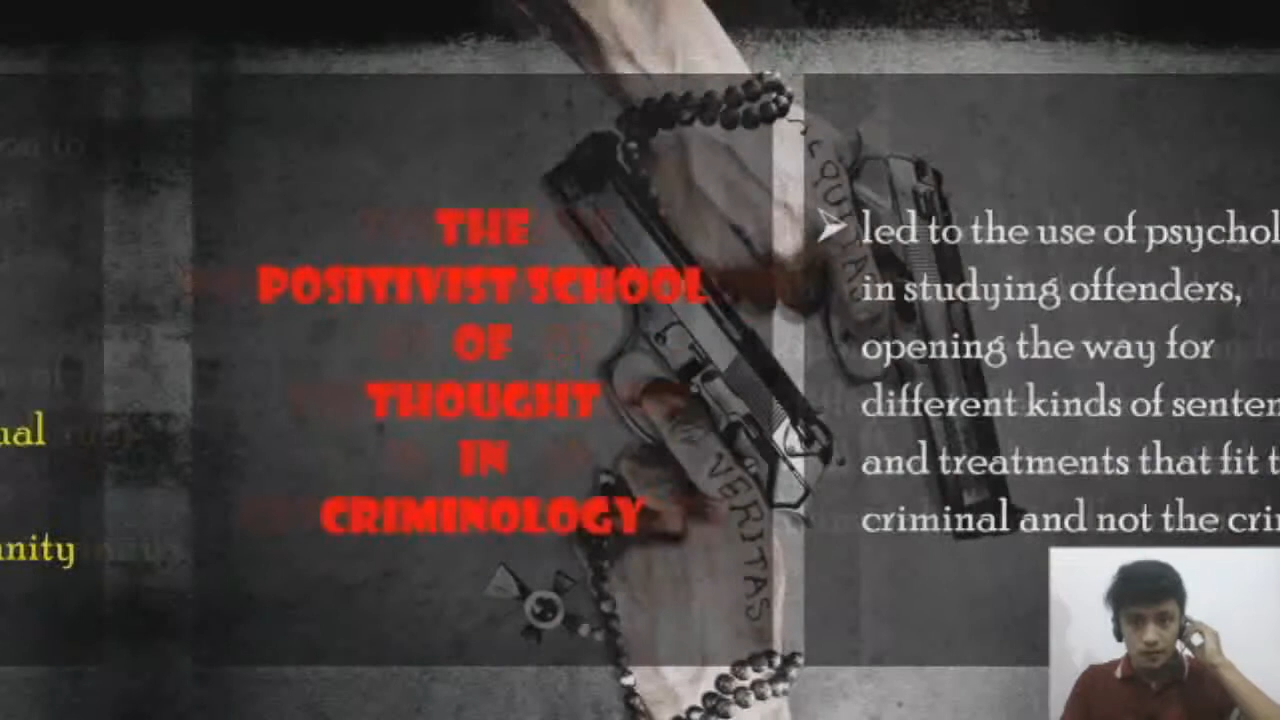 THE
POSITIVIST SCHOOL
OF
THOUGHT
IN
CRIMINOLOGY
led to the use of psychol
in studying offenders,
opening the way for
different kinds of senten
and treatments that fit t
criminal and not the cri
ual
nity
VERITAS